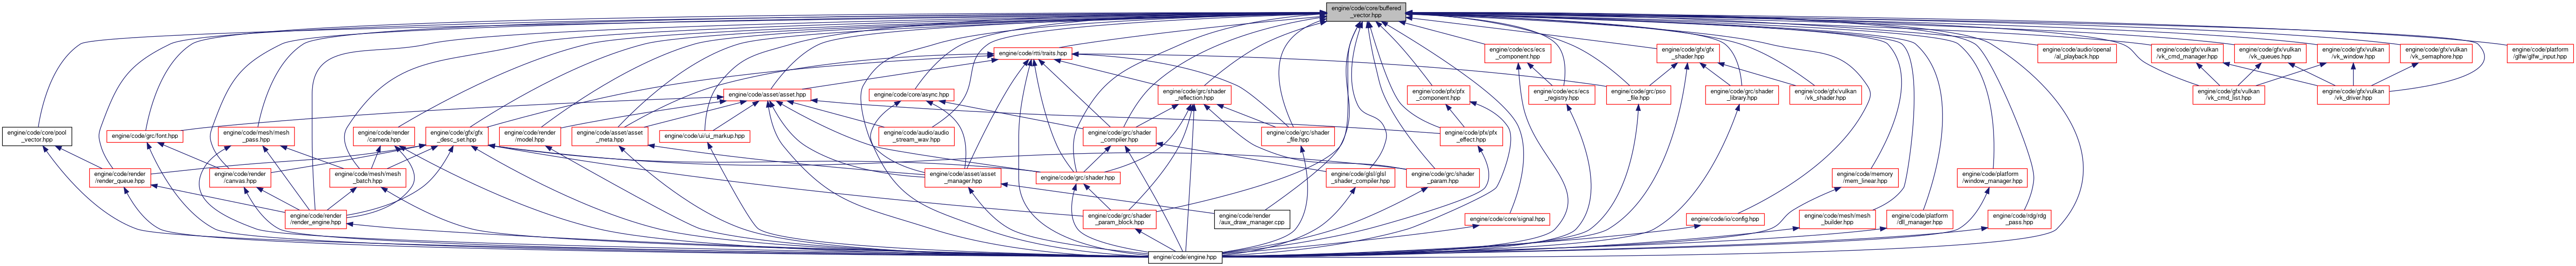 engine/code/core/buffered
_vector.hpp
engine/code/rtti/traits.hpp
engine/code/ecs/ecs
_component.hpp
engine/code/gfx/gfx
_shader.hpp
engine/code/audio/openal
/al_playback.hpp
engine/code/gfx/vulkan
/vk_cmd_manager.hpp
engine/code/gfx/vulkan
/vk_queues.hpp
engine/code/gfx/vulkan
/vk_window.hpp
engine/code/gfx/vulkan
/vk_semaphore.hpp
engine/code/platform
/glfw/glfw_input.hpp
engine/code/asset/asset.hpp
engine/code/core/async.hpp
engine/code/grc/shader
_reflection.hpp
engine/code/pfx/pfx
_component.hpp
engine/code/ecs/ecs
_registry.hpp
engine/code/grc/pso
_file.hpp
engine/code/grc/shader
_library.hpp
engine/code/gfx/vulkan
/vk_shader.hpp
engine/code/gfx/vulkan
/vk_cmd_list.hpp
engine/code/gfx/vulkan
/vk_driver.hpp
engine/code/core/pool
_vector.hpp
engine/code/grc/font.hpp
engine/code/mesh/mesh
_pass.hpp
engine/code/render
/camera.hpp
engine/code/gfx/gfx
_desc_set.hpp
engine/code/render
/model.hpp
engine/code/asset/asset
_meta.hpp
engine/code/ui/ui_markup.hpp
engine/code/audio/audio
_stream_wav.hpp
engine/code/grc/shader
_compiler.hpp
engine/code/grc/shader
_file.hpp
engine/code/pfx/pfx
_effect.hpp
engine/code/render
/render_queue.hpp
engine/code/render
/canvas.hpp
engine/code/mesh/mesh
_batch.hpp
engine/code/asset/asset
_manager.hpp
engine/code/grc/shader.hpp
engine/code/glsl/glsl
_shader_compiler.hpp
engine/code/grc/shader
_param.hpp
engine/code/memory
/mem_linear.hpp
engine/code/platform
/window_manager.hpp
engine/code/render
/render_engine.hpp
engine/code/grc/shader
_param_block.hpp
engine/code/render
/aux_draw_manager.cpp
engine/code/core/signal.hpp
engine/code/io/config.hpp
engine/code/mesh/mesh
_builder.hpp
engine/code/platform
/dll_manager.hpp
engine/code/rdg/rdg
_pass.hpp
engine/code/engine.hpp